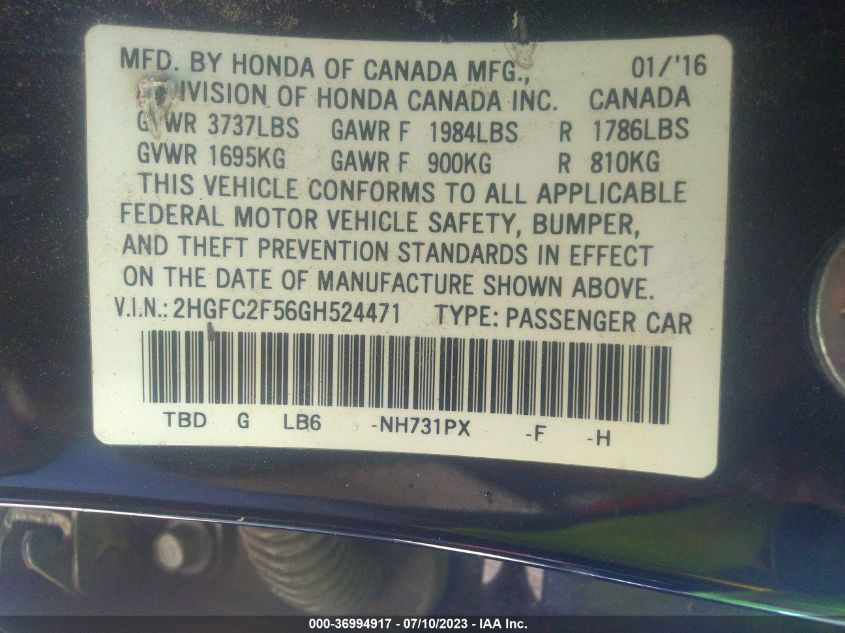 MFD. BY HONDA OF CANADA MFG., 01/'16
DIVISION OF HONDA CANADA INC. CANADA
GVWR 3737LBS GAWR F 1984LBS R 1786LBS
GVWR 1695KG GAWR F 900KG R 810KG
THIS VEHICLE CONFORMS TO ALL APPLICABLE
FEDERAL MOTOR VEHICLE SAFETY, BUMPER,
AND THEFT PREVENTION STANDARDS IN EFFECT
ON THE DATE OF MANUFACTURE SHOWN ABOVE.
V.I.N.: 2HGFC2F56GH524471 TYPE: PASSENGER CAR
TBD G LB6 -NH731PX -F -H
000-36994917 - 07/10/2023 - IAA Inc.